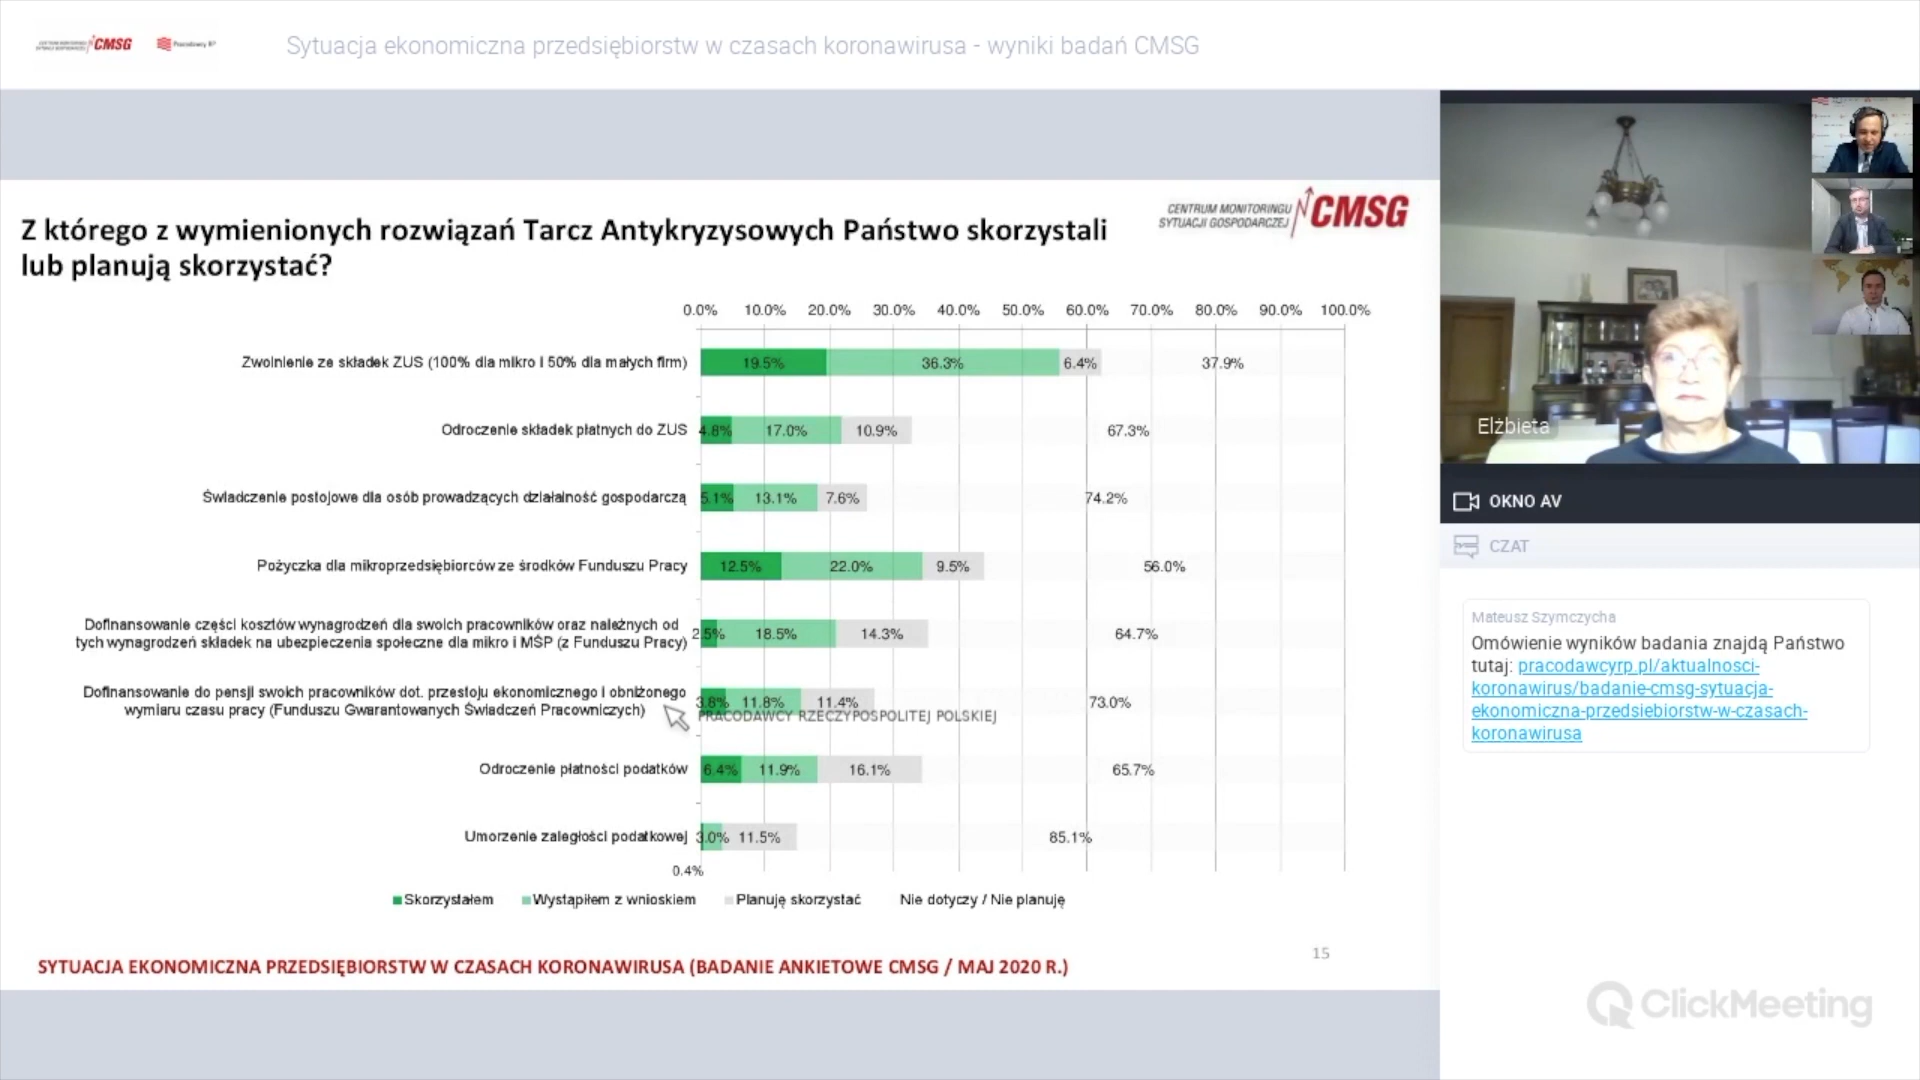 CMSG
Pracodawcy RP
Sytuacja ekonomiczna przedsiębiorstw w czasach koronawirusa - wyniki badań CMSG
CENTRUM MONITORINGU
SYTUACJI GOSPODARCZEJ
CMSG
Z którego z wymienionych rozwiązań Tarcz Antykryzysowych Państwo skorzystali
lub planują skorzystać?
0.0% 10.0% 20.0% 30.0% 40.0% 50.0% 60.0% 70.0% 80.0% 90.0% 100.0%
Zwolnienie ze składek ZUS (100% dla mikro i 50% dla małych firm) 19.5% 36.3% 6.4% 37.9%
Odroczenie składek płatnych do ZUS 4.8% 17.0% 10.9% 67.3%
Świadczenie postojowe dla osób prowadzących działalność gospodarczą 5.1% 13.1% 7.6% 74.2%
Pożyczka dla mikroprzedsiębiorców ze środków Funduszu Pracy 12.5% 22.0% 9.5% 56.0%
Dofinansowanie części kosztów wynagrodzeń dla swoich pracowników oraz należnych od
tych wynagrodzeń składek na ubezpieczenia społeczne dla mikro i MŚP (z Funduszu Pracy) 2.5% 18.5% 14.3% 64.7%
Dofinansowanie do pensji swoich pracowników dot. przestoju ekonomicznego i obniżonego
wymiaru czasu pracy (Funduszu Gwarantowanych Świadczeń Pracowniczych) 3.8% 11.8% 11.4% 73.0%
PRACODAWCY RZECZYPOSPOLITEJ POLSKIEJ
Odroczenie płatności podatków 6.4% 11.9% 16.1% 65.7%
Umorzenie zaległości podatkowej 3.0% 11.5% 85.1%
0.4%
Skorzystałem Wystąpiłem z wnioskiem Planuję skorzystać Nie dotyczy / Nie planuję
15
SYTUACJA EKONOMICZNA PRZEDSIĘBIORSTW W CZASACH KORONAWIRUSA (BADANIE ANKIETOWE CMSG / MAJ 2020 R.)
Elżbieta
OKNO AV
CZAT
Mateusz Szymczycha
Omówienie wyników badania znajdą Państwo
tutaj: pracodawcyrp.pl/aktualnosci-
koronawirus/badanie-cmsg-sytuacja-
ekonomiczna-przedsiebiorstw-w-czasach-
koronawirusa
ClickMeeting